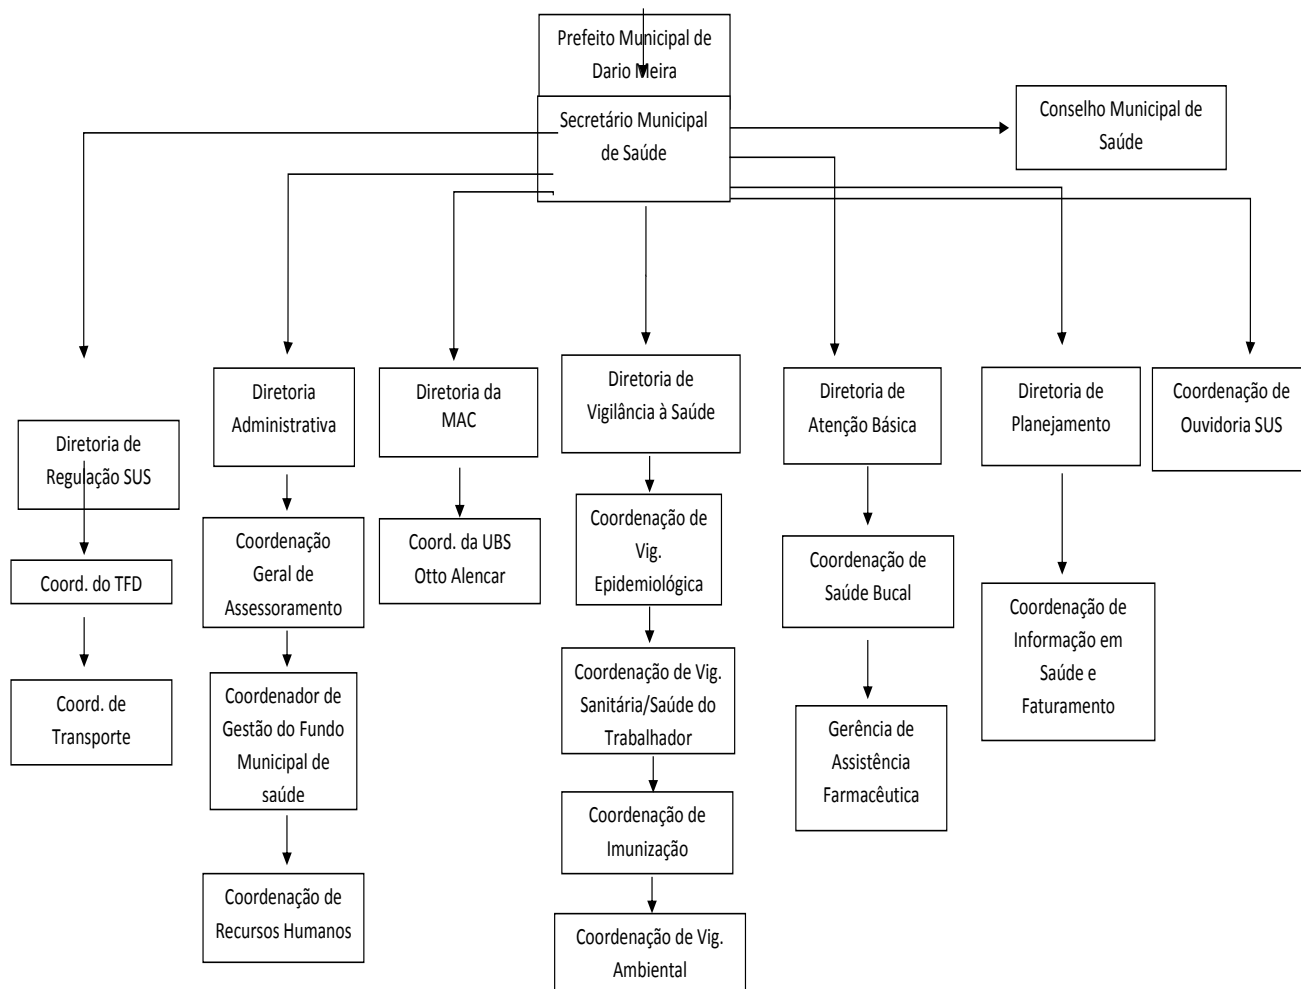 Prefeito Municipal de
Dario Meira
Secretário Municipal
de Saúde
Conselho Municipal de
Saúde
Diretoria de
Regulação SUS
Coord. do TFD
Coord. de
Transporte
Diretoria
Administrativa
Coordenação
Geral de
Assessoramento
Coordenador de
Gestão do Fundo
Municipal de
saúde
Coordenação de
Recursos Humanos
Diretoria da
MAC
Coord. da UBS
Otto Alencar
Diretoria de
Vigilância à Saúde
Coordenação de
Vig.
Epidemiológica
Coordenação de Vig.
Sanitária/Saúde do
Trabalhador
Coordenação de
Imunização
Coordenação de Vig.
Ambiental
Diretoria de
Atenção Básica
Coordenação de
Saúde Bucal
Gerência de
Assistência
Farmacêutica
Diretoria de
Planejamento
Coordenação de
Informação em
Saúde e
Faturamento
Coordenação de
Ouvidoria SUS